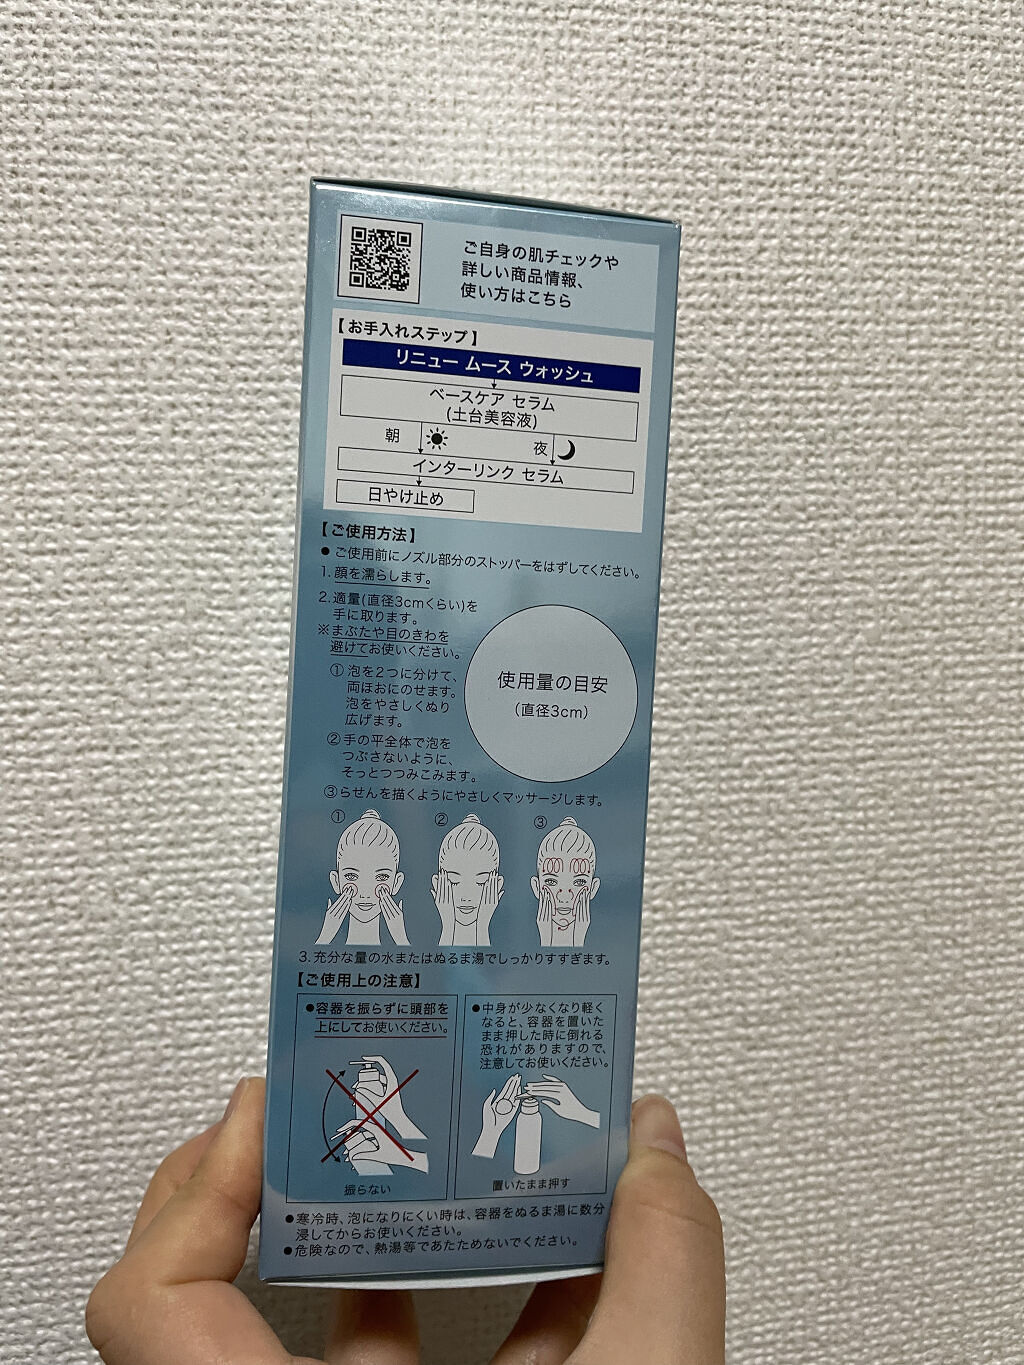 ご自身の肌チェックや
詳しい商品情報、
使い方はこちら
【お手入れステップ】
リニュー ムース ウォッシュ
ベースケア セラム
(土台美容液)
朝
夜
インターリンク セラム
日やけ止め
【ご使用方法】
● ご使用前にノズル部分のストッパーをはずしてください。
1. 顔を濡らします。
2. 適量(直径3cmくらい)を
手に取ります。
※まぶたや目のきわを
避けてお使いください。
① 泡を2つに分けて、
両ほおにのせます。
泡をやさしくぬり
広げます。
② 手の平全体で泡を
つぶさないように、
そっとつつみこみます。
使用量の目安
(直径3cm)
③ らせんを描くようにやさしくマッサージします。
①
②
③
3. 充分な量の水またはぬるま湯でしっかりすすぎます。
【ご使用上の注意】
●容器を振らずに頭部を
上にしてお使いください。
振らない
●中身が少なくなり軽く
なると、容器を置いた
まま押した時に倒れる
恐れがありますので、
注意してお使いください。
置いたまま押す
●寒冷時、泡になりにくい時は、容器をぬるま湯に数分
浸してからお使いください。
●危険なので、熱湯等であたためないでください。